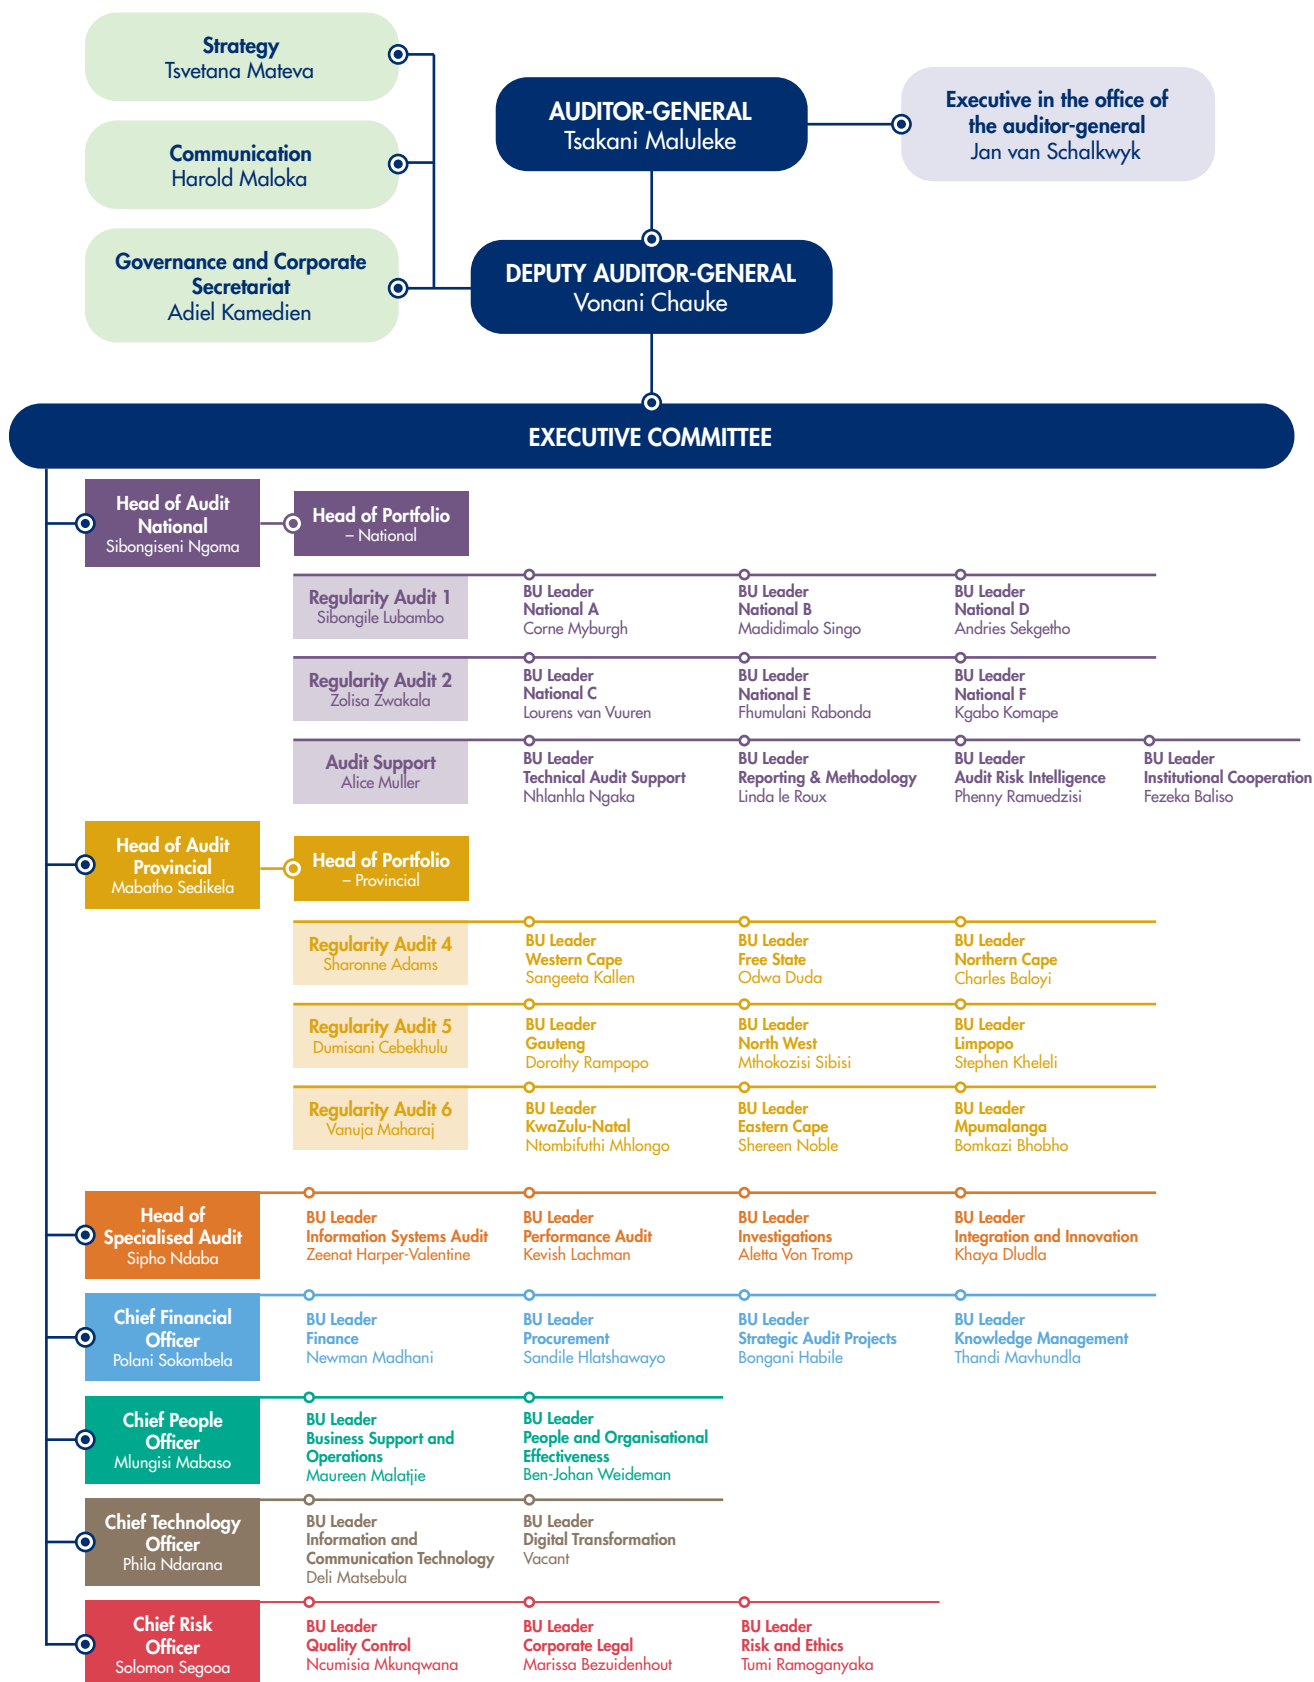 Strategy
Tsvetana Mateva
Communication
Harold Maloka
Governance and Corporate
Secretariat
Adiel Kamedien
AUDITOR-GENERAL
Tsakani Maluleke
Executive in the office of
the auditor-general
Jan van Schalkwyk
DEPUTY AUDITOR-GENERAL
Vonani Chauke
EXECUTIVE COMMITTEE
Head of Audit
National
Sibongiseni Ngoma
Head of Portfolio
– National
Regularity Audit 1
Sibongile Lubambo
BU Leader
National A
Corne Myburgh
BU Leader
National B
Madidimalo Singo
BU Leader
National D
Andries Sekgetho
Regularity Audit 2
Zolisa Zwakala
BU Leader
National C
Lourens van Vuuren
BU Leader
National E
Fhumulani Rabonda
BU Leader
National F
Kgabo Komape
Audit Support
Alice Muller
BU Leader
Technical Audit Support
Nhlanhla Ngaka
BU Leader
Reporting & Methodology
Linda le Roux
BU Leader
Audit Risk Intelligence
Phenny Ramuedzisi
BU Leader
Institutional Cooperation
Fezeka Baliso
Head of Audit
Provincial
Mabatho Sedikela
Head of Portfolio
– Provincial
Regularity Audit 4
Sharonne Adams
BU Leader
Western Cape
Sangeeta Kallen
BU Leader
Free State
Odwa Duda
BU Leader
Northern Cape
Charles Baloyi
Regularity Audit 5
Dumisani Cebekhulu
BU Leader
Gauteng
Dorothy Rampopo
BU Leader
North West
Mthokozisi Sibisi
BU Leader
Limpopo
Stephen Kheleli
Regularity Audit 6
Vanuja Maharaj
BU Leader
KwaZulu-Natal
Ntombifuthi Mhlongo
BU Leader
Eastern Cape
Shereen Noble
BU Leader
Mpumalanga
Bomkazi Bhobho
Head of
Specialised Audit
Sipho Ndaba
BU Leader
Information Systems Audit
Zeenat Harper-Valentine
BU Leader
Performance Audit
Kevish Lachman
BU Leader
Investigations
Aletta Von Tromp
BU Leader
Integration and Innovation
Khaya Dludla
Chief Financial
Officer
Polani Sokombela
BU Leader
Finance
Newman Madhani
BU Leader
Procurement
Sandile Hlatshawayo
BU Leader
Strategic Audit Projects
Bongani Habile
BU Leader
Knowledge Management
Thandi Mavhundla
Chief People
Officer
Mlungisi Mabaso
BU Leader
Business Support and
Operations
Maureen Malatjie
BU Leader
People and Organisational
Effectiveness
Ben-Johan Weideman
Chief Technology
Officer
Phila Ndarana
BU Leader
Information and
Communication Technology
Deli Matsebula
BU Leader
Digital Transformation
Vacant
Chief Risk
Officer
Solomon Segooa
BU Leader
Quality Control
Ncumisia Mkunqwana
BU Leader
Corporate Legal
Marissa Bezuidenhout
BU Leader
Risk and Ethics
Tumi Ramoganyaka